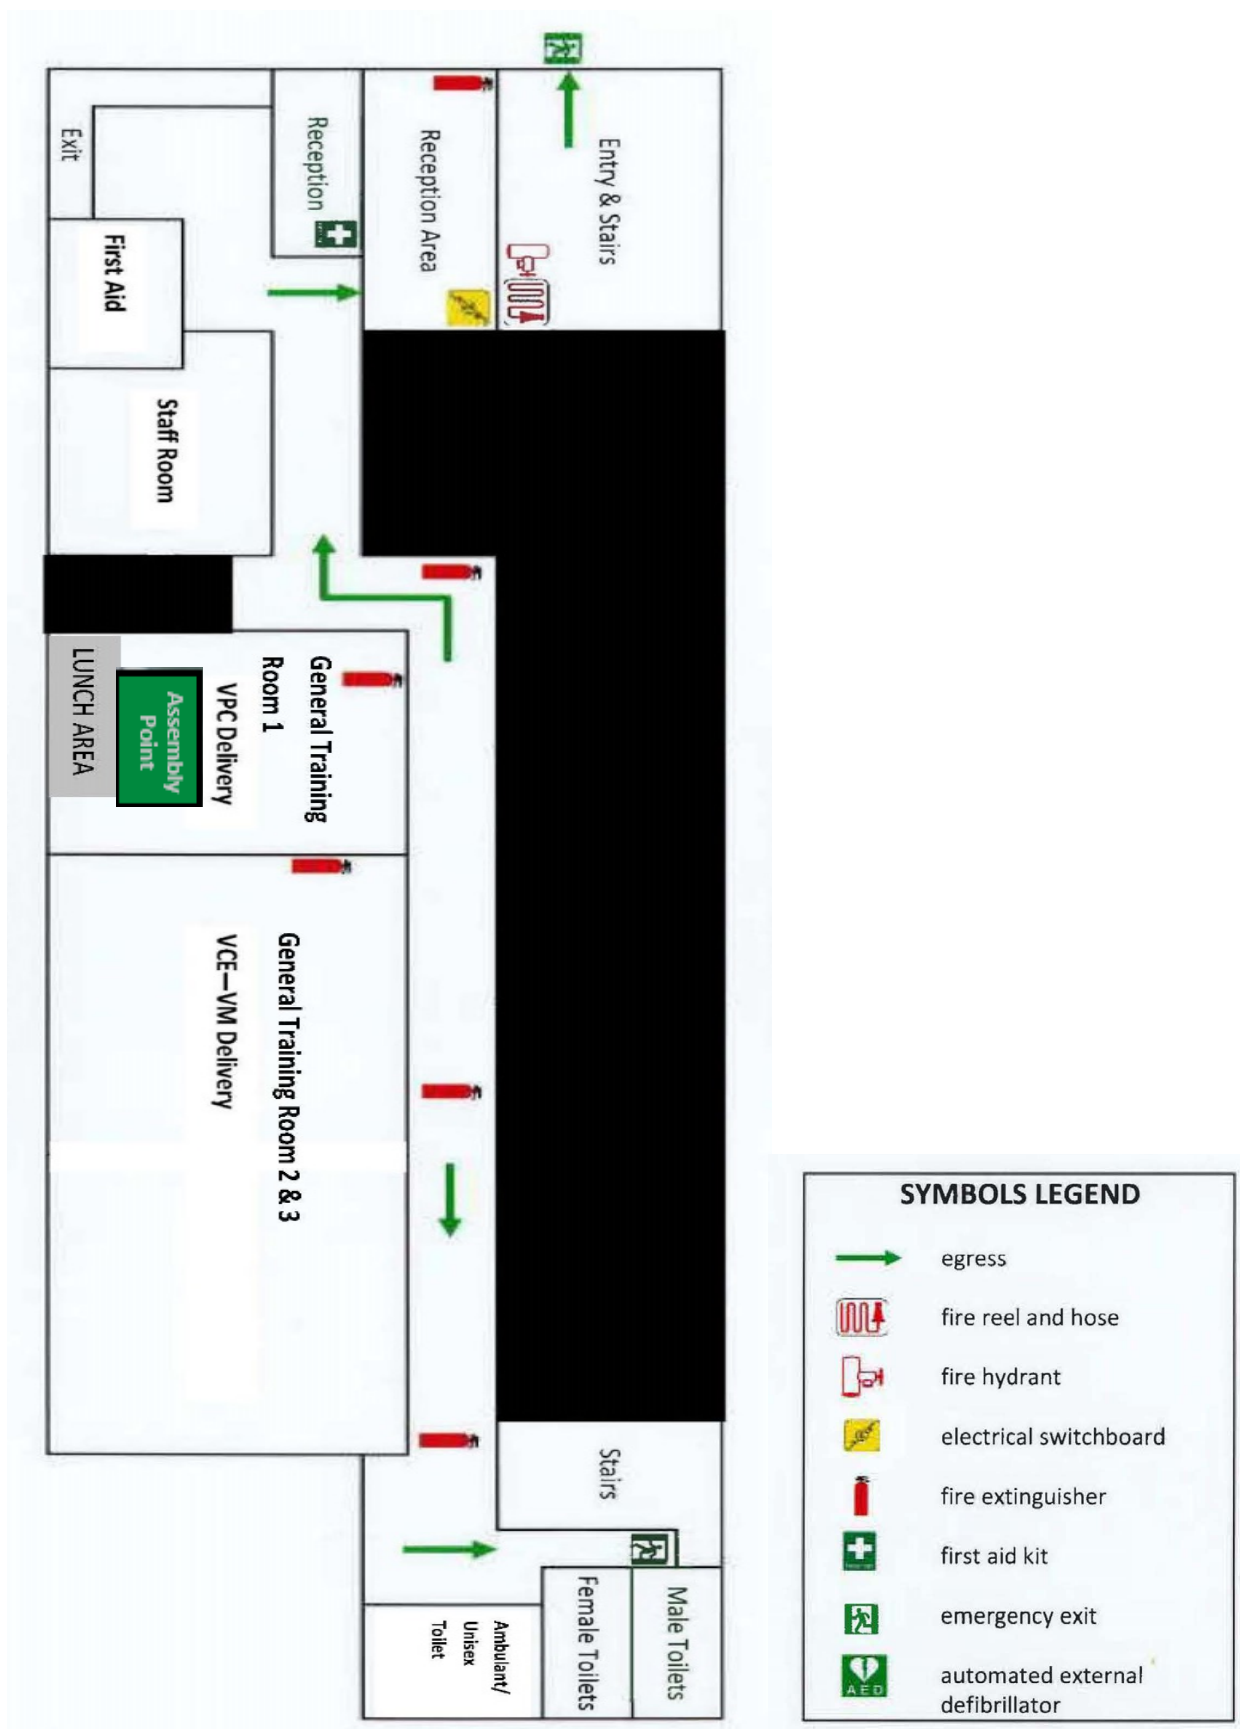 Entry & Stairs
Reception Area
Reception
Exit
First Aid
Staff Room
General Training
Room 1
VPC Delivery
Assembly
Point
LUNCH AREA
General Training Room 2 & 3
VCE—VM Delivery
Stairs
Male Toilets
Female Toilets
Ambulant/
Unisex
Toilet
SYMBOLS LEGEND
egress
fire reel and hose
fire hydrant
electrical switchboard
fire extinguisher
first aid kit
emergency exit
AED
automated external
defibrillator